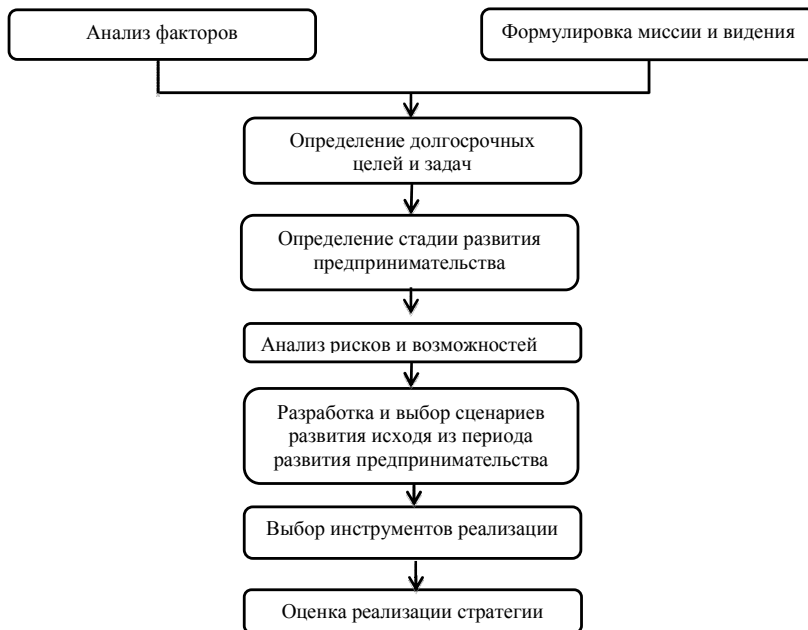 Анализ факторов
Формулировка миссии и видения
Определение долгосрочных
целей и задач
Определение стадии развития
предпринимательства
Анализ рисков и возможностей
Разработка и выбор сценариев
развития исходя из периода
развития предпринимательства
Выбор инструментов реализации
Оценка реализации стратегии